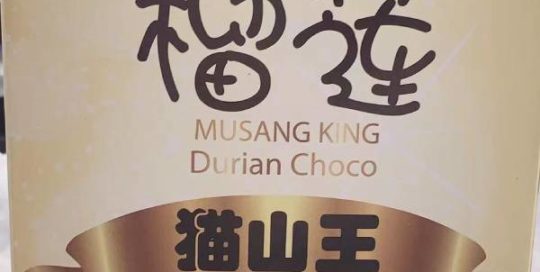 榴莲
MUSANG KING
Durian Choco
猫山王